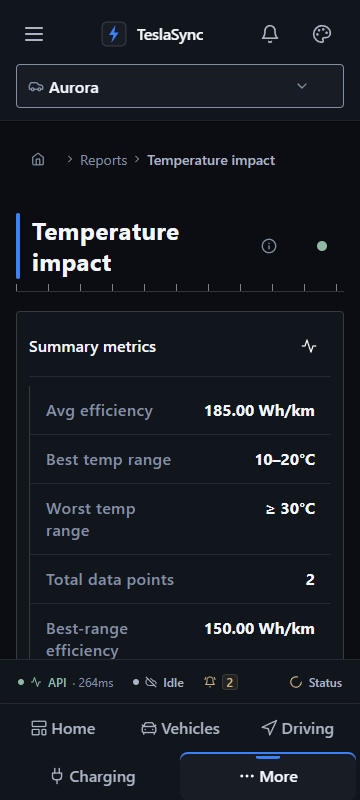 TeslaSync
Aurora
Reports
Temperature impact
Temperature
impact
Summary metrics
Avg efficiency 185.00 Wh/km
Best temp range 10–20°C
Worst temp ≥ 30°C
range
Total data points 2
Best-range 150.00 Wh/km
efficiency
API · 264ms Idle 2 Status
Home Vehicles Driving
Charging More